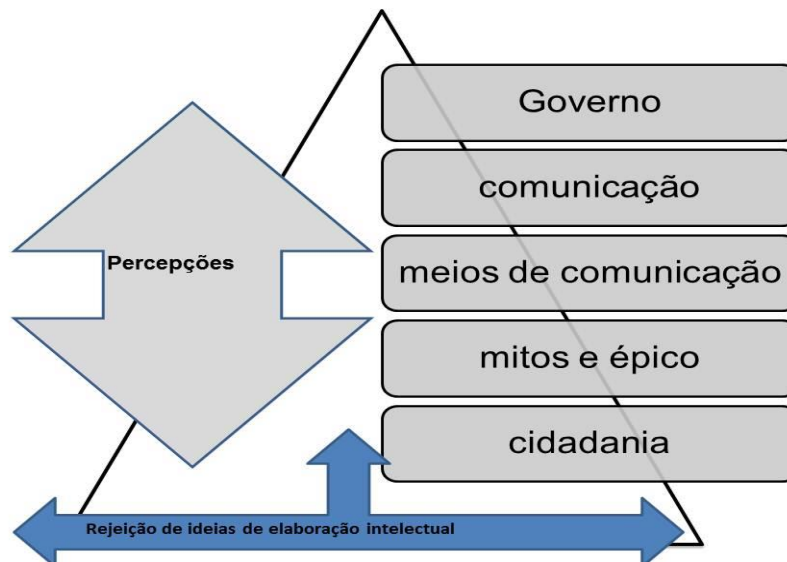 Governo
comunicação
Percepções
meios de comunicação
mitos e épico
cidadania
Rejeição de ideias de elaboração intelectual